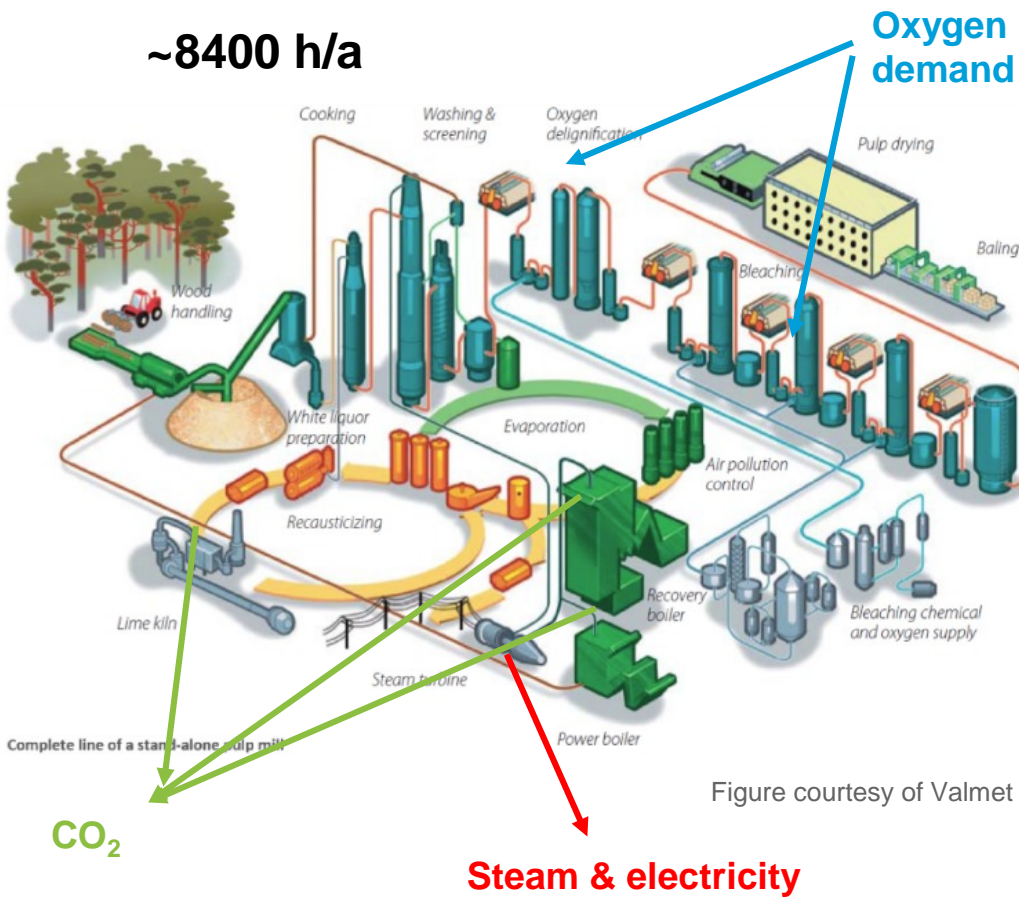 ~8400 h/a
Oxygen
demand
Cooking
Washing &
screening
Oxygen
delignification
Pulp drying
Baling
Bleaching
Wood
handling
White liquor
preparation
Evaporation
Air pollution
control
Recausticizing
Lime kiln
Recovery
boiler
Bleaching chemical
and oxygen supply
Steam turbine
Power boiler
Complete line of a stand-alone pulp mill
Figure courtesy of Valmet
CO₂
Steam & electricity